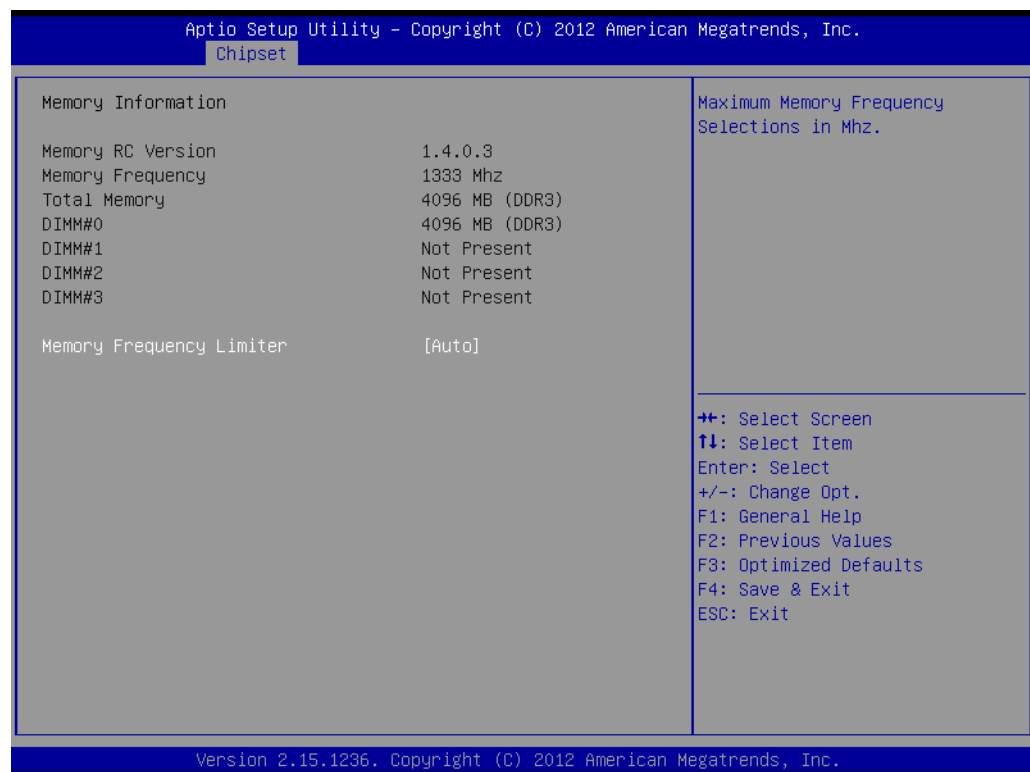 Aptio Setup Utility – Copyright (C) 2012 American Megatrends, Inc.
Chipset
Memory Information
Memory RC Version 1.4.0.3
Memory Frequency 1333 Mhz
Total Memory 4096 MB (DDR3)
DIMM#0 4096 MB (DDR3)
DIMM#1 Not Present
DIMM#2 Not Present
DIMM#3 Not Present
Memory Frequency Limiter [Auto]
Maximum Memory Frequency
Selections in Mhz.
→←: Select Screen
↑↓: Select Item
Enter: Select
+/-: Change Opt.
F1: General Help
F2: Previous Values
F3: Optimized Defaults
F4: Save & Exit
ESC: Exit
Version 2.15.1236. Copyright (C) 2012 American Megatrends, Inc.